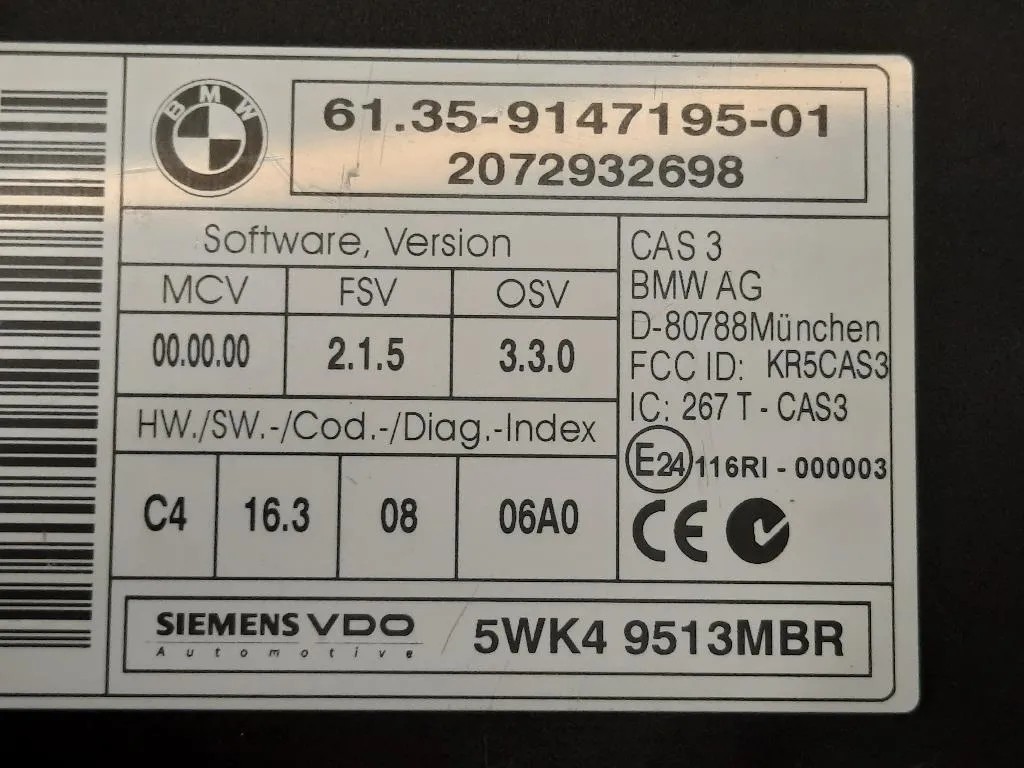 BMW
61.35-9147195-01
2072932698
Software, Version
MCV FSV OSV
00.00.00 2.1.5 3.3.0
HW./SW.-/Cod.-/Diag.-Index
C4 16.3 08 06A0
CAS 3
BMW AG
D-80788München
FCC ID: KR5CAS3
IC: 267 T - CAS3
E24 116RI - 000003
CE
SIEMENS VDO
Automotive
5WK4 9513MBR